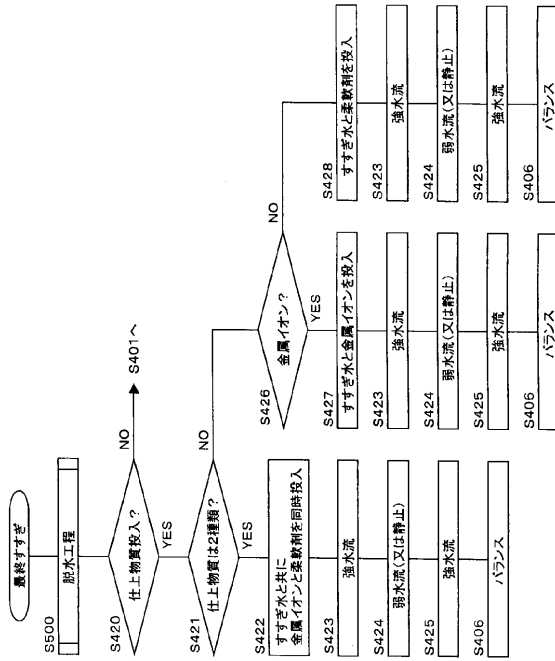 最終すすぎ
S500
脱水工程
S420
仕上物質投入?
NO
S401へ
YES
S421
仕上物質は2種類?
NO
YES
S422
すすぎ水と共に
金属イオンと柔軟剤を同時投入
S423
強水流
S424
弱水流(又は静止)
S425
強水流
S406
バランス
S426
金属イオン?
NO
YES
S427
すすぎ水と金属イオンを投入
S423
強水流
S424
弱水流(又は静止)
S425
強水流
S406
バランス
S428
すすぎ水と柔軟剤を投入
S423
強水流
S424
弱水流(又は静止)
S425
強水流
S406
バランス